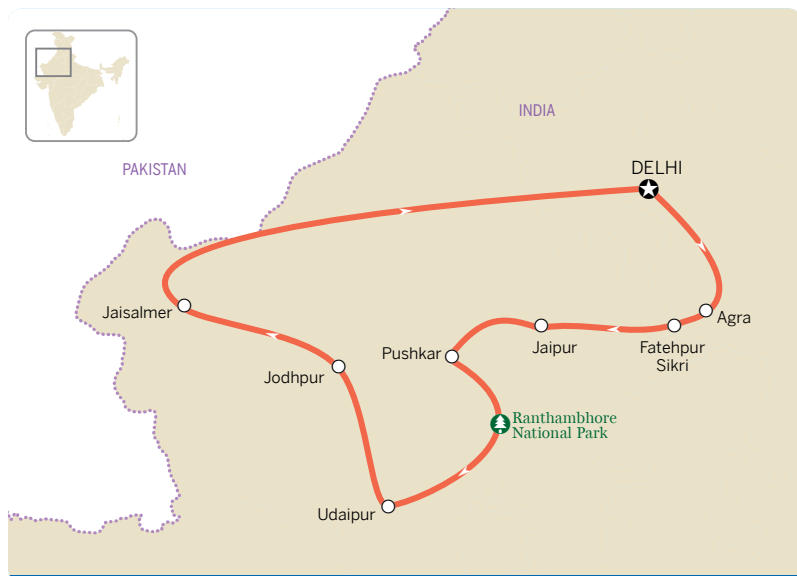 INDIA
PAKISTAN
DELHI
Jaisalmer
Agra
Pushkar
Jaipur
Fatehpur
Sikri
Jodhpur
Ranthambhore
National Park
Udaipur